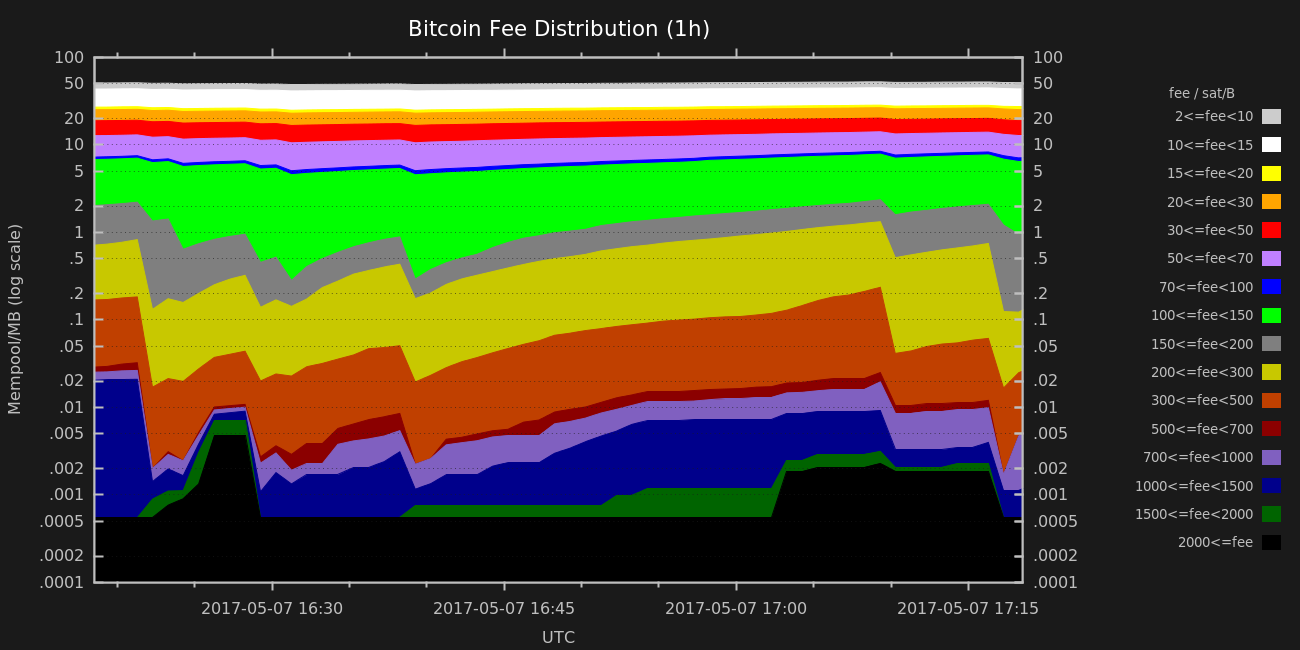 Bitcoin Fee Distribution (1h)
Mempool/MB (log scale)
100
50
20
10
5
2
1
.5
.2
.1
.05
.02
.01
.005
.002
.001
.0005
.0002
.0001
100
50
20
10
5
2
1
.5
.2
.1
.05
.02
.01
.005
.002
.001
.0005
.0002
.0001
2017-05-07 16:30
2017-05-07 16:45
2017-05-07 17:00
2017-05-07 17:15
UTC
fee / sat/B
2<=fee<10
10<=fee<15
15<=fee<20
20<=fee<30
30<=fee<50
50<=fee<70
70<=fee<100
100<=fee<150
150<=fee<200
200<=fee<300
300<=fee<500
500<=fee<700
700<=fee<1000
1000<=fee<1500
1500<=fee<2000
2000<=fee